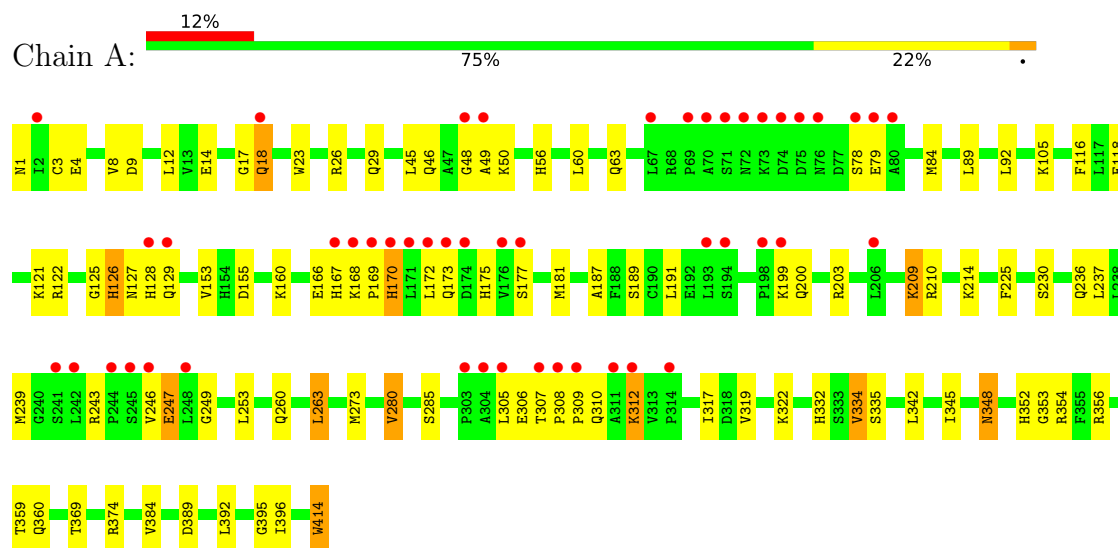 12%
Chain A:
75% 22% •
N1 I2 C3 E4 V8 D9 L12 V13 E14 G17 Q18 W23 R26 Q29 L45 Q46 A47 G48 A49 K50 H56 L60 Q63 L67 R68 P69 A70 S71 N72 K73 D74 D75 N76 D77 S78 E79 A80 M84 L89 L92 K105 F116 L117 E118
K121 R122 G125 H126 N127 H128 Q129 V153 H154 D155 K160 E166 H167 K168 P169 H170 L171 L172 Q173 D174 H175 V176 S177 M181 A187 F188 S189 C190 L191 E192 L193 S194 P198 K199 Q200 R203 L206 K209 R210 K214 F225 S230 Q236 L237
M239 G240 S241 L242 R243 P244 S245 V246 E247 L248 G249 L253 Q260 L263 M273 V280 S285 P303 A304 L305 E306 T307 P308 P309 Q310 A311 K312 V313 P314 I317 D318 V319 K322 H332 S333 V334 S335 L342 I345 N348 H352 G353 R354 F355 R356
T359 Q360 T369 R374 V384 D389 L392 G395 I396 W414